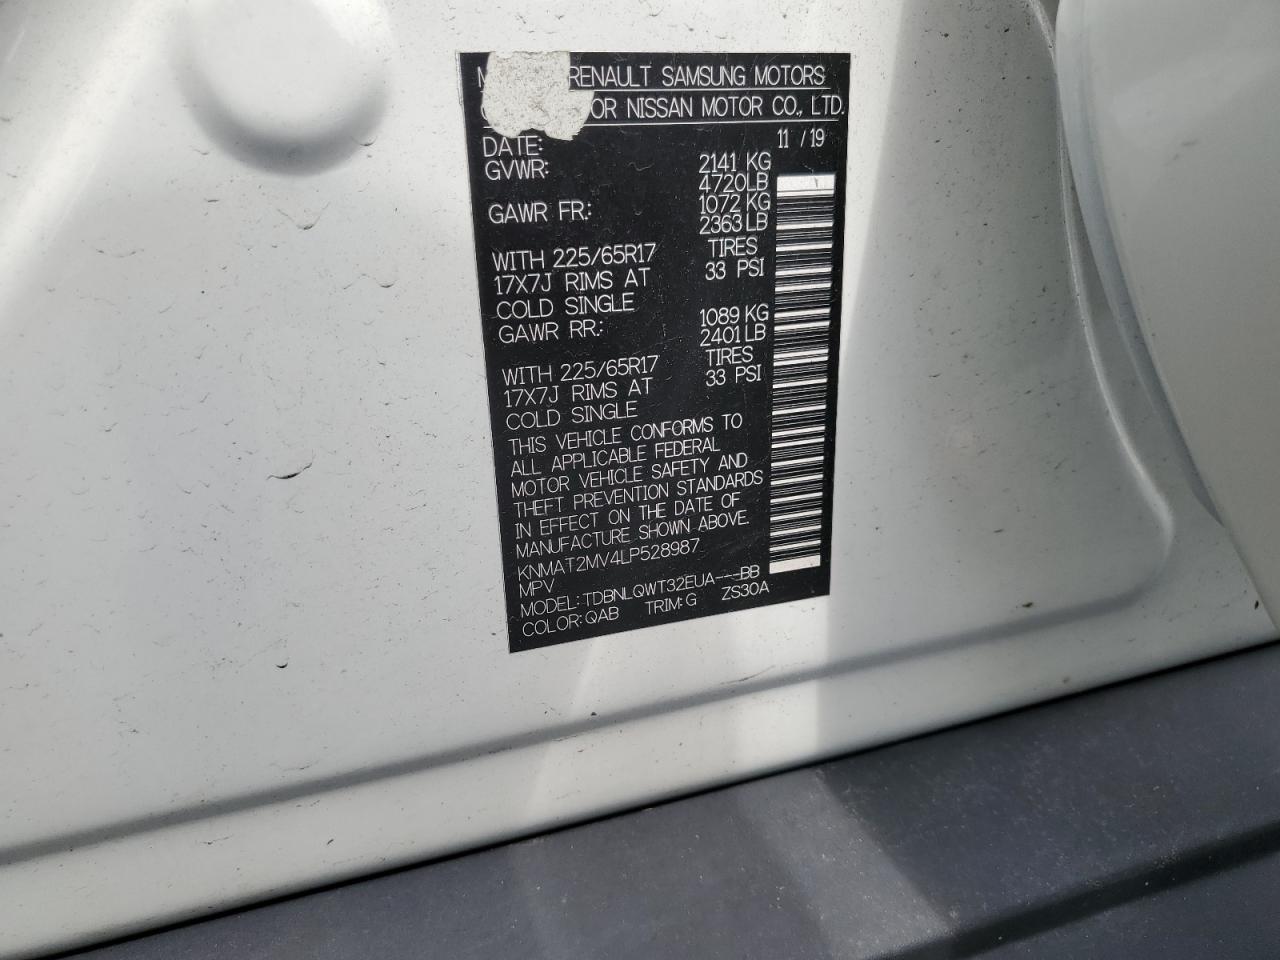 RENAULT SAMSUNG MOTORS
OR NISSAN MOTOR CO., LTD.
DATE: 11 / 19
GVWR: 2141 KG
4720LB
GAWR FR: 1072 KG
2363LB
WITH 225/65R17 TIRES
17X7J RIMS AT 33 PSI
COLD SINGLE
GAWR RR: 1089 KG
2401LB
WITH 225/65R17 TIRES
17X7J RIMS AT 33 PSI
COLD SINGLE
THIS VEHICLE CONFORMS TO
ALL APPLICABLE FEDERAL
MOTOR VEHICLE SAFETY AND
THEFT PREVENTION STANDARDS
IN EFFECT ON THE DATE OF
MANUFACTURE SHOWN ABOVE.
KNMAT2MV4LP528987
MPV
MODEL: TDBNLQWT32EUA---BB
COLOR: QAB TRIM: G ZS30A